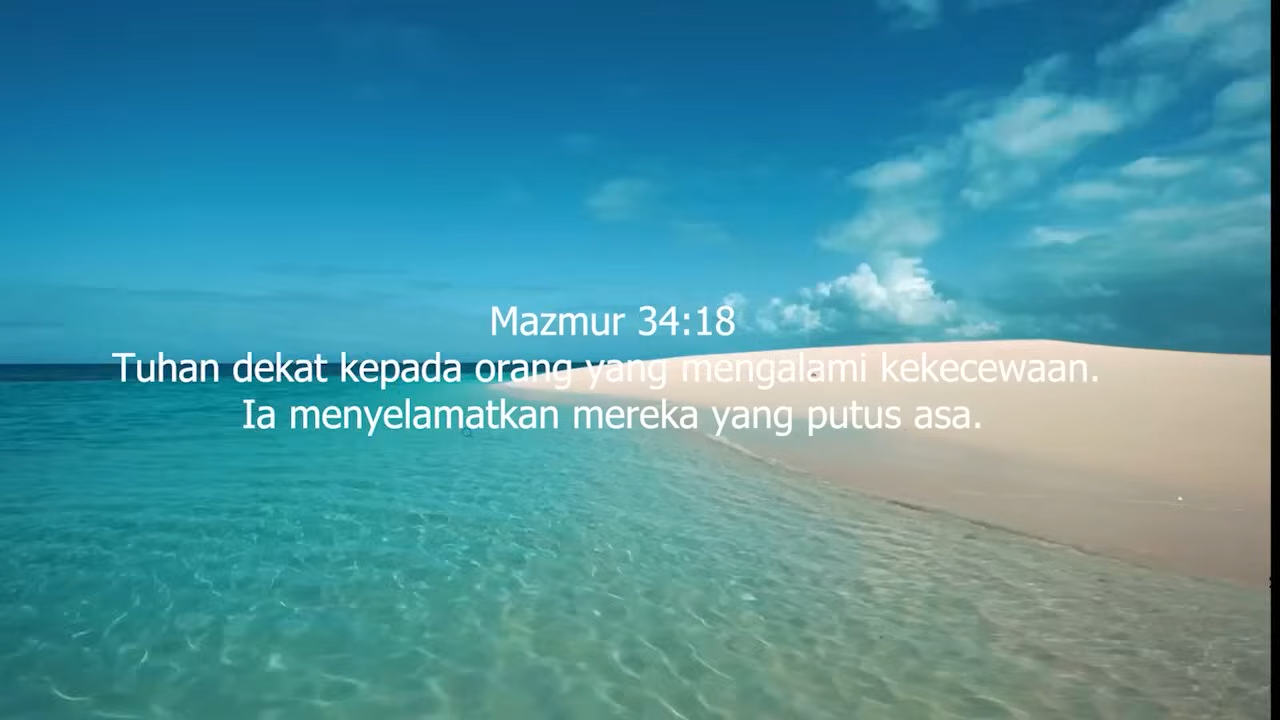 Mazmur 34:18
Tuhan dekat kepada orang yang mengalami kekecewaan.
Ia menyelamatkan mereka yang putus asa.